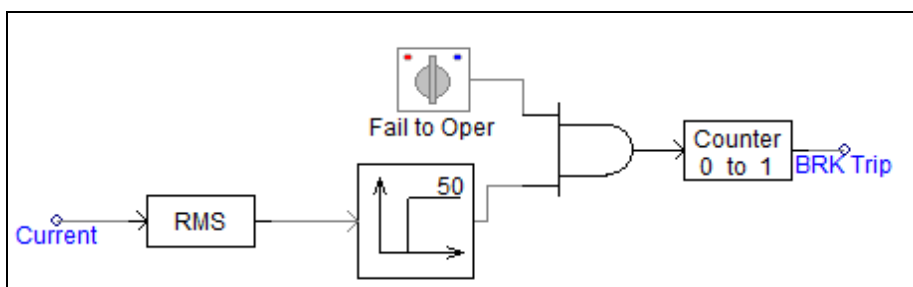 Fail to Oper
50
Counter
0 to 1
BRK Trip
RMS
Current